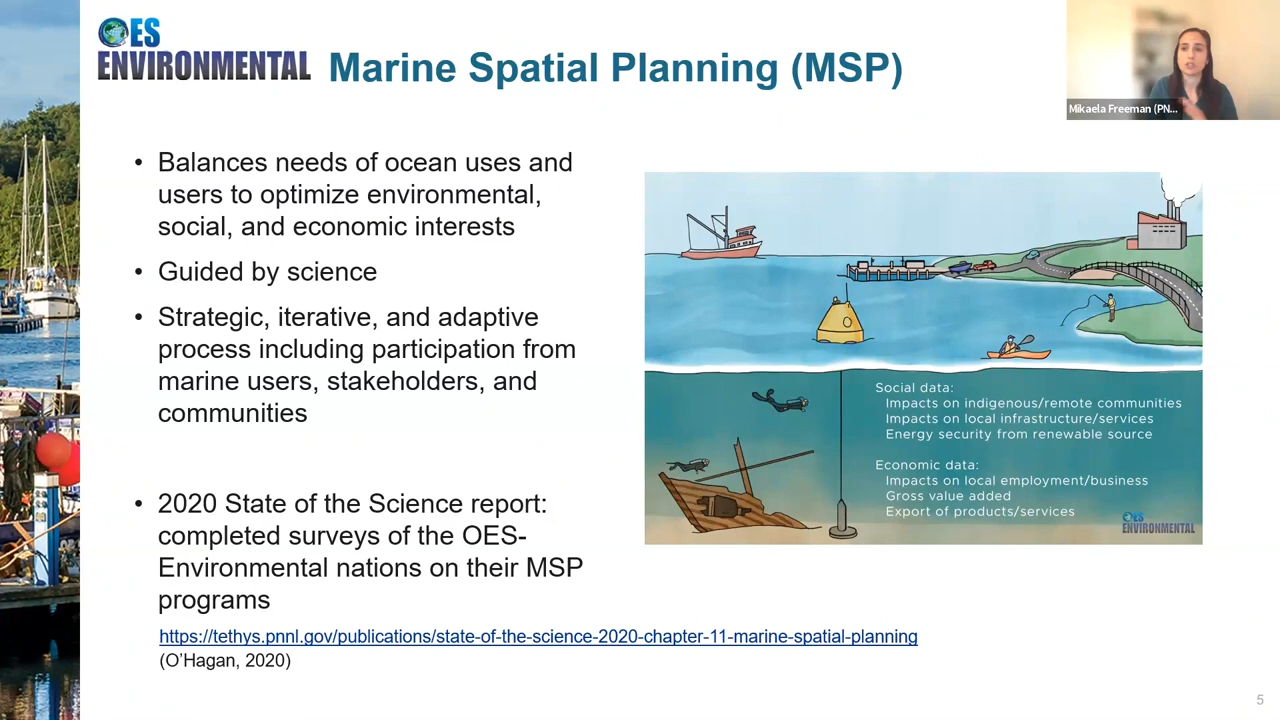 OES
ENVIRONMENTAL
Marine Spatial Planning (MSP)
Mikaela Freeman (PN...
• Balances needs of ocean uses and
users to optimize environmental,
social, and economic interests
• Guided by science
• Strategic, iterative, and adaptive
process including participation from
marine users, stakeholders, and
communities
• 2020 State of the Science report:
completed surveys of the OES-
Environmental nations on their MSP
programs
https://tethys.pnnl.gov/publications/state-of-the-science-2020-chapter-11-marine-spatial-planning
(O’Hagan, 2020)
Social data:
Impacts on indigenous/remote communities
Impacts on local infrastructure/services
Energy security from renewable source
Economic data:
Impacts on local employment/business
Gross value added
Export of products/services
OES
ENVIRONMENTAL
5